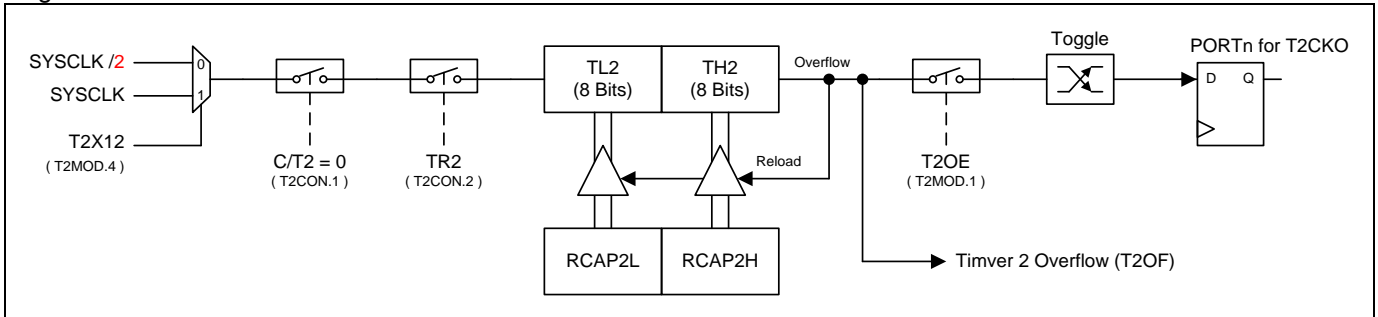 SYSCLK /2
SYSCLK
T2X12
( T2MOD.4 )
0
1
C/T2 = 0
( T2CON.1 )
TR2
( T2CON.2 )
TL2
(8 Bits)
TH2
(8 Bits)
Overflow
Reload
RCAP2L
RCAP2H
T2OE
( T2MOD.1 )
Toggle
PORTn for T2CKO
D Q
Timver 2 Overflow (T2OF)